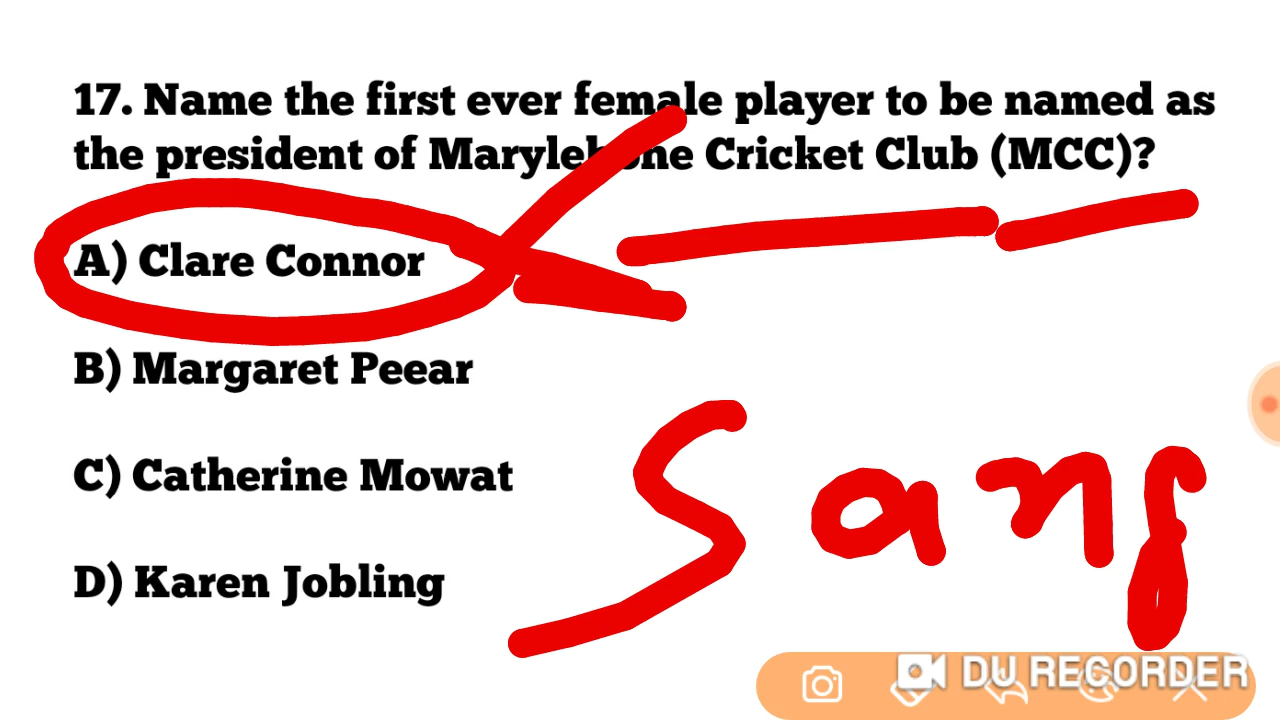 17. Name the first ever female player to be named as
the president of Marylebone Cricket Club (MCC)?
A) Clare Connor
B) Margaret Peear
C) Catherine Mowat
D) Karen Jobling
Sang
DU RECORDER